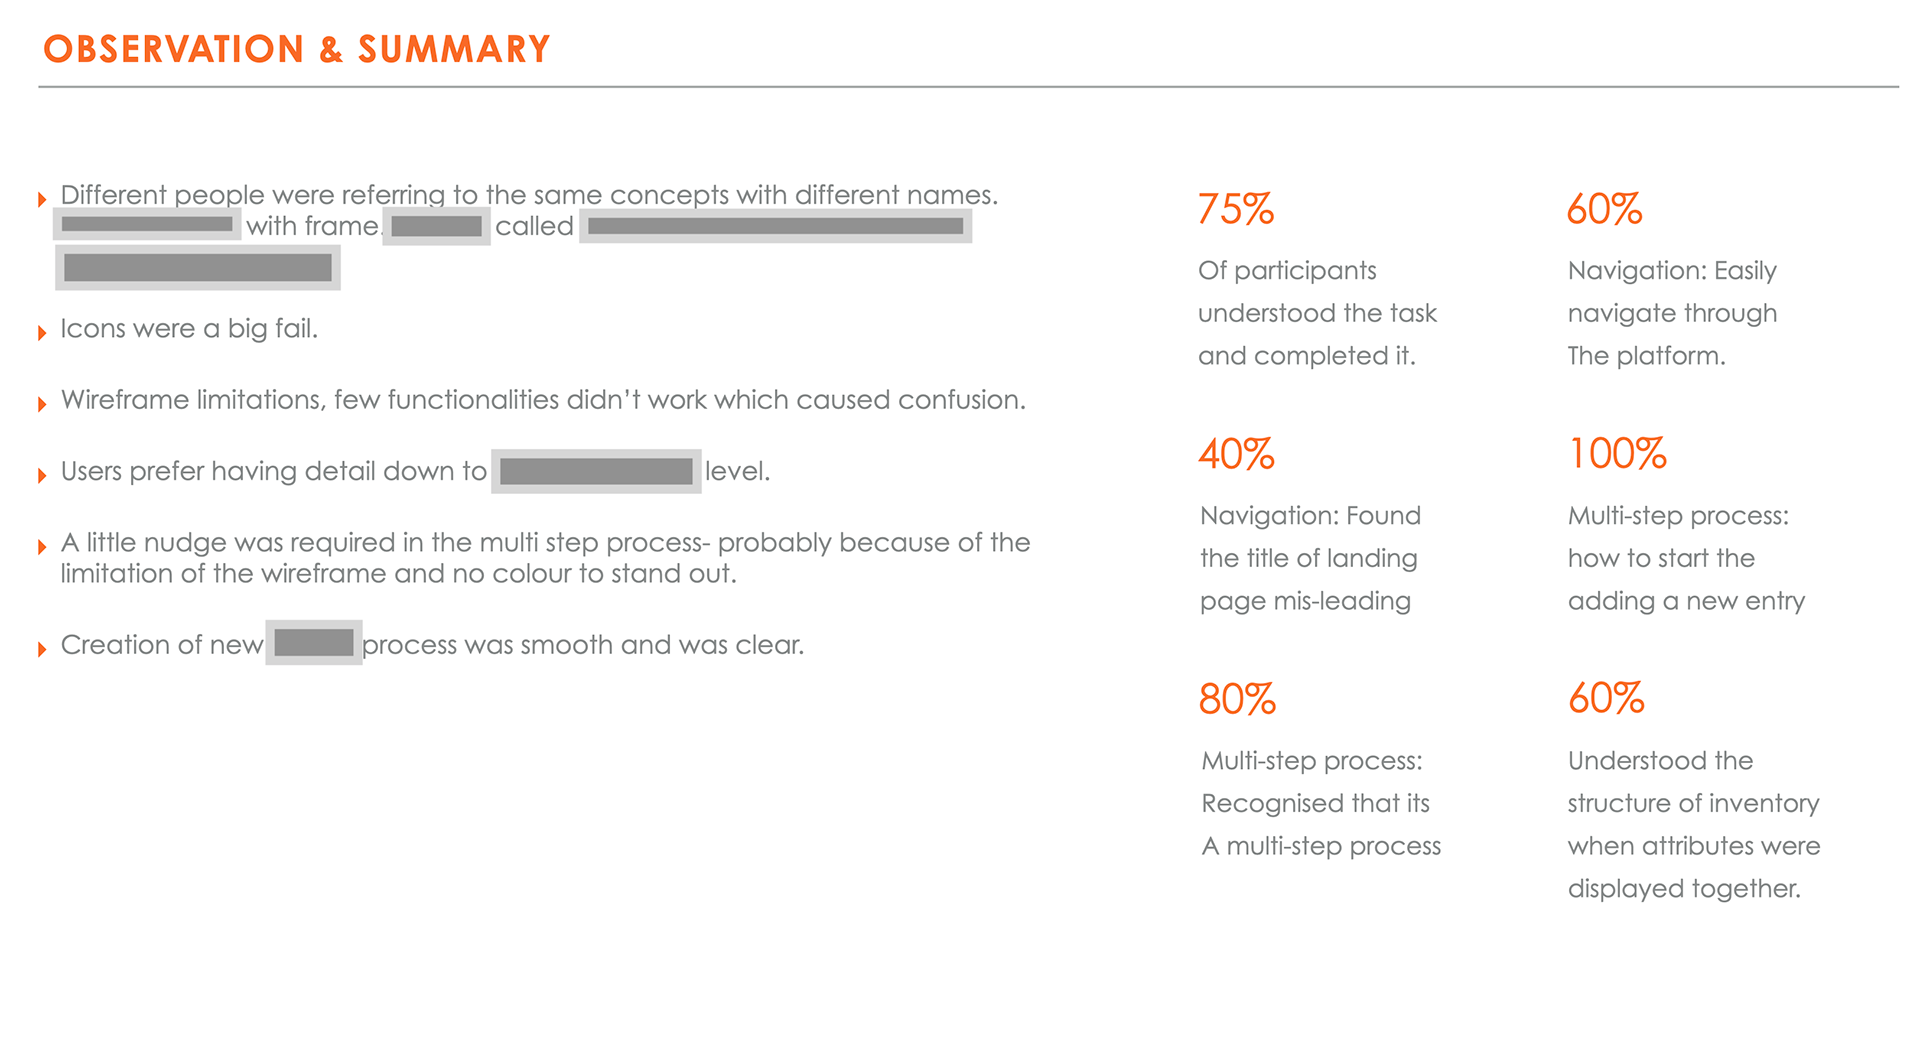 OBSERVATION & SUMMARY
Different people were referring to the same concepts with different names.
with frame. called
Icons were a big fail.
Wireframe limitations, few functionalities didn’t work which caused confusion.
Users prefer having detail down to level.
A little nudge was required in the multi step process- probably because of the
limitation of the wireframe and no colour to stand out.
Creation of new process was smooth and was clear.
75%
Of participants
understood the task
and completed it.
60%
Navigation: Easily
navigate through
The platform.
40%
Navigation: Found
the title of landing
page mis-leading
100%
Multi-step process:
how to start the
adding a new entry
80%
Multi-step process:
Recognised that its
A multi-step process
60%
Understood the
structure of inventory
when attributes were
displayed together.